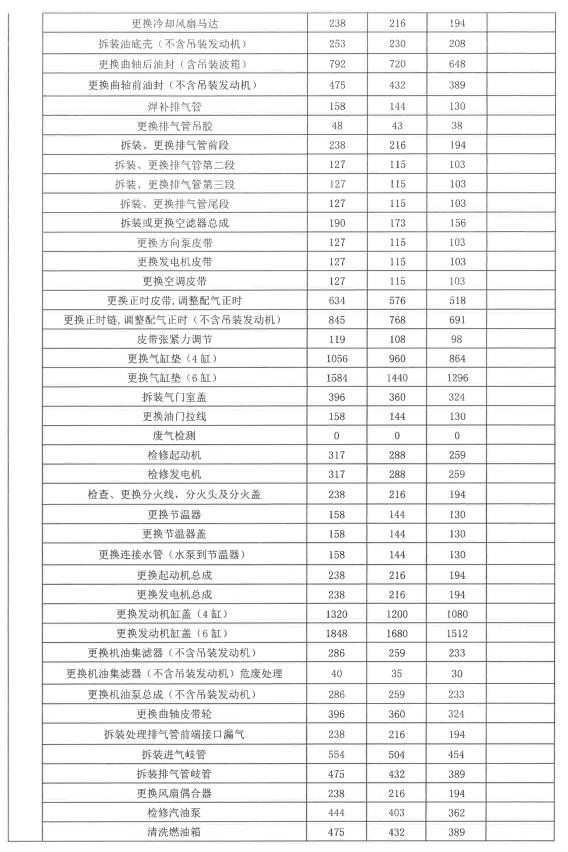 更换冷却风扇马达 238 216 194
拆装油底壳（不含吊装发动机） 253 230 208
更换曲轴后油封（含吊装波箱） 792 720 648
更换曲轴前油封（不含吊装发动机） 475 432 389
焊补排气管 158 144 130
更换排气管吊胶 48 43 38
拆装、更换排气管前段 238 216 194
拆装、更换排气管第二段 127 115 103
拆装、更换排气管第三段 127 115 103
拆装、更换排气管尾段 127 115 103
拆装或更换空滤器总成 190 173 156
更换方向泵皮带 127 115 103
更换发电机皮带 127 115 103
更换空调皮带 127 115 103
更换正时皮带,调整配气正时 634 576 518
更换正时链,调整配气正时（不含吊装发动机） 845 768 691
皮带张紧力调节 119 108 98
更换气缸垫（4缸） 1056 960 864
更换气缸垫（6缸） 1584 1440 1296
拆装气门室盖 396 360 324
更换油门拉线 158 144 130
废气检测 0 0 0
检修起动机 317 288 259
检修发电机 317 288 259
检查、更换分火线，分火头及分火盖 238 216 194
更换节温器 158 144 130
更换节温器盖 158 144 130
更换连接水管（水泵到节温器） 158 144 130
更换起动机总成 238 216 194
更换发电机总成 238 216 194
更换发动机缸盖（4缸） 1320 1200 1080
更换发动机缸盖（6缸） 1848 1680 1512
更换机油集滤器（不含吊装发动机） 286 259 233
更换机油集滤器（不含吊装发动机）危废处理 40 35 30
更换机油泵总成（不含吊装发动机） 286 259 233
更换曲轴皮带轮 396 360 324
拆装处理排气管前端接口漏气 238 216 194
拆装进气岐管 554 504 454
拆装排气管岐管 475 432 389
更换风扇偶合器 238 216 194
检修汽油泵 444 403 362
清洗燃油箱 475 432 389